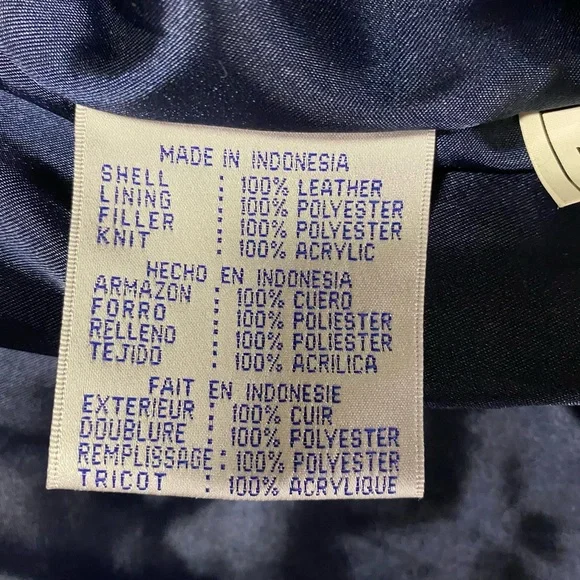 MADE IN INDONESIA
SHELL : 100% LEATHER
LINING : 100% POLYESTER
FILLER : 100% POLYESTER
KNIT : 100% ACRYLIC
HECHO EN INDONESIA
ARMAZON : 100% CUERO
FORRO : 100% POLIESTER
RELLENO : 100% POLIESTER
TEJIDO : 100% ACRILICA
FAIT EN INDONESIE
EXTERIEUR : 100% CUIR
DOUBLURE : 100% POLYESTER
REMPLISSAGE : 100% POLYESTER
TRICOT : 100% ACRYLIQUE